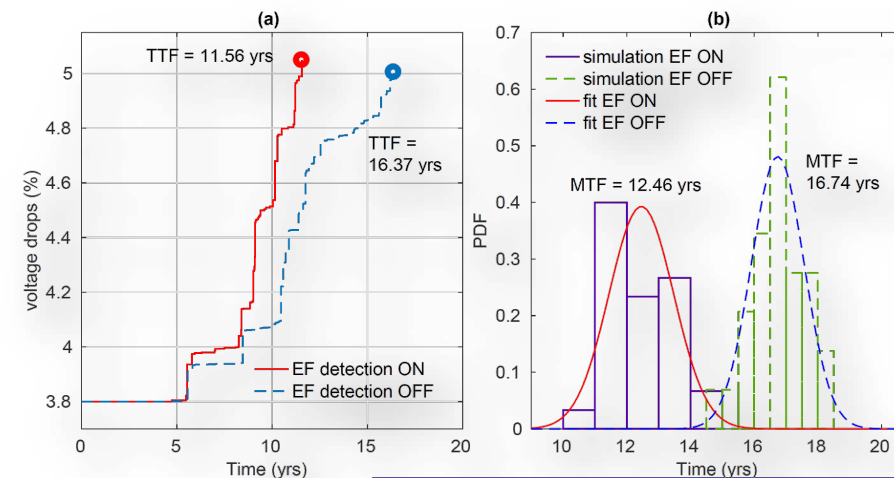 (a)
TTF = 11.56 yrs
TTF =
16.37 yrs
EF detection ON
EF detection OFF
voltage drops (%)
5
4.8
4.6
4.4
4.2
4
3.8
0
5
10
15
20
Time (yrs)
(b)
simulation EF ON
simulation EF OFF
fit EF ON
fit EF OFF
MTF = 12.46 yrs
MTF =
16.74 yrs
PDF
0.7
0.6
0.5
0.4
0.3
0.2
0.1
0
10
12
14
16
18
20
Time (yrs)